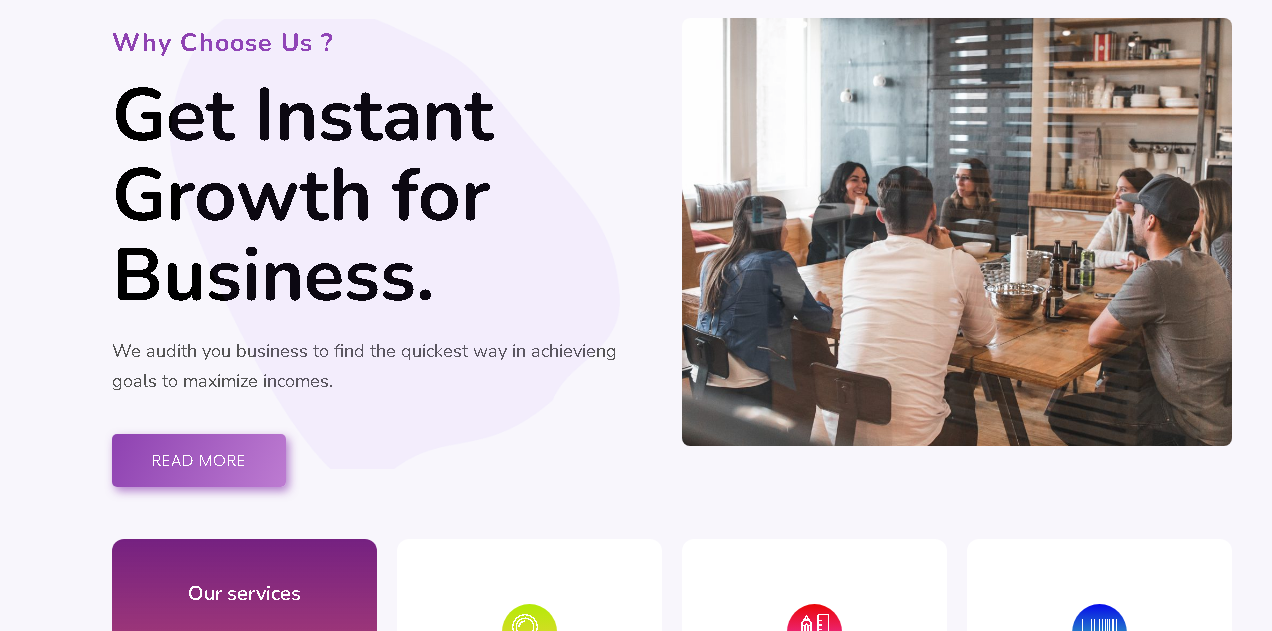 Why Choose Us ?
Get Instant
Growth for
Business.
We audith you business to find the quickest way in achievieng
goals to maximize incomes.
READ MORE
Our services